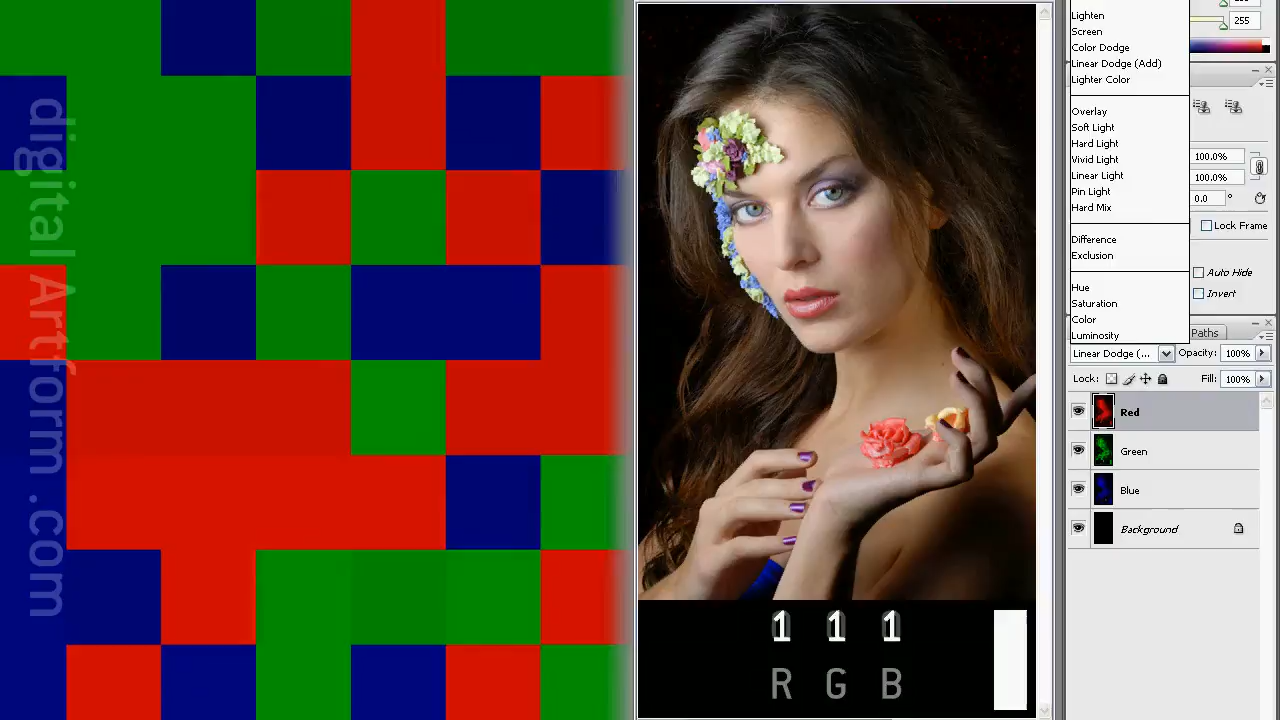 digital Artform .com
1 1 1
R G B
Lighten
Screen
Color Dodge
Linear Dodge (Add)
Lighter Color
Overlay
Soft Light
Hard Light
Vivid Light
Linear Light
Pin Light
Hard Mix
Difference
Exclusion
Hue
Saturation
Color
Luminosity
255
100.0%
100.0%
0.0 °
Lock Frame
Auto Hide
Invert
Paths
Linear Dodge (... Opacity: 100%
Lock: Fill: 100%
Red
Green
Blue
Background